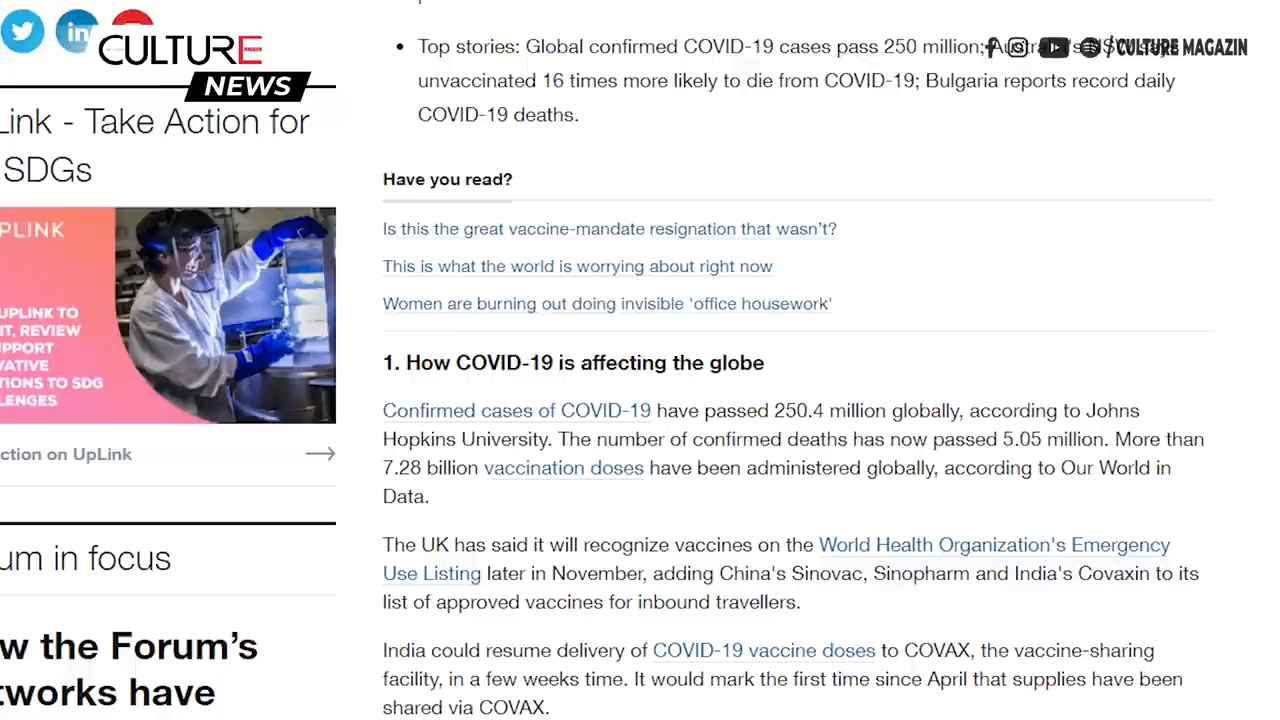 CULTURE
NEWS
Link - Take Action for
SDGs
PLINK
UPLINK TO
IT, REVIEW
UPPORT
VATIVE
TIONS TO SDG
LENGES
ction on UpLink
um in focus
w the Forum's
tworks have
Top stories: Global confirmed COVID-19 cases pass 250 million;
/CULTURE MAGAZIN
unvaccinated 16 times more likely to die from COVID-19; Bulgaria reports record daily
COVID-19 deaths.
Have you read?
Is this the great vaccine-mandate resignation that wasn't?
This is what the world is worrying about right now
Women are burning out doing invisible 'office housework'
1. How COVID-19 is affecting the globe
Confirmed cases of COVID-19 have passed 250.4 million globally, according to Johns
Hopkins University. The number of confirmed deaths has now passed 5.05 million. More than
7.28 billion vaccination doses have been administered globally, according to Our World in
Data.
The UK has said it will recognize vaccines on the World Health Organization's Emergency
Use Listing later in November, adding China's Sinovac, Sinopharm and India's Covaxin to its
list of approved vaccines for inbound travellers.
India could resume delivery of COVID-19 vaccine doses to COVAX, the vaccine-sharing
facility, in a few weeks time. It would mark the first time since April that supplies have been
shared via COVAX.